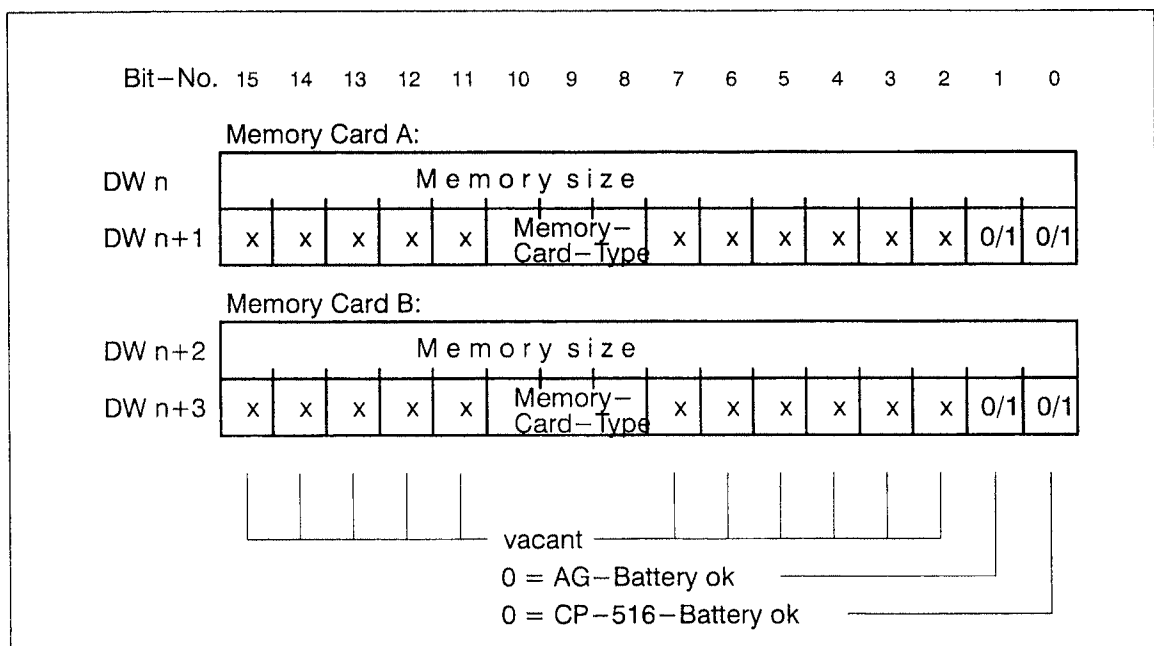 Bit-No. 15 14 13 12 11 10 9 8 7 6 5 4 3 2 1 0
Memory Card A:
DW n Memory size
DW n+1 x x x x x Memory-Card-Type x x x x x x 0/1 0/1
Memory Card B:
DW n+2 Memory size
DW n+3 x x x x x Memory-Card-Type x x x x x x 0/1 0/1
vacant
0 = AG-Battery ok
0 = CP-516-Battery ok